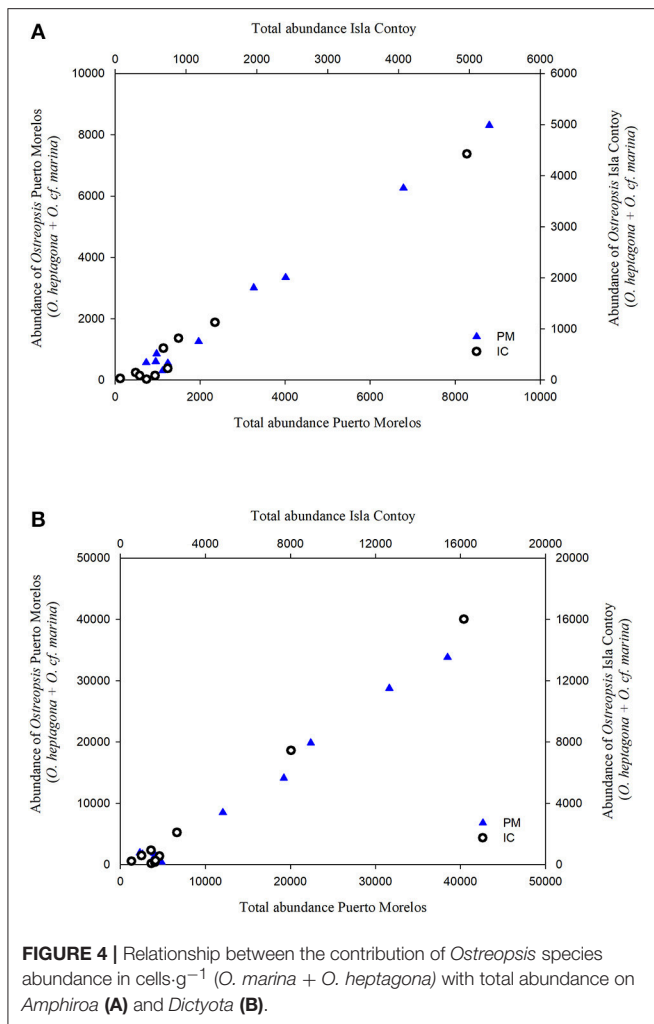 A
Total abundance Isla Contoy
0 1000 2000 3000 4000 5000 6000
10000
8000
6000
4000
2000
0
Abundance of Ostreopsis Puerto Morelos
(O. heptagona + O. cf. marina)
6000
5000
4000
3000
2000
1000
0
Abundance of Ostreopsis Isla Contoy
(O. heptagona + O. cf. marina)
PM
IC
0 2000 4000 6000 8000 10000
Total abundance Puerto Morelos
B
Total abundance Isla Contoy
0 4000 8000 12000 16000 20000
50000
40000
30000
20000
10000
0
Abundance of Ostreopsis Puerto Morelos
(O. heptagona + O. cf. marina)
20000
16000
12000
8000
4000
0
Abundance of Ostreopsis Isla Contoy
(O. heptagona + O. cf. marina)
PM
IC
0 10000 20000 30000 40000 50000
Total abundance Puerto Morelos
FIGURE 4 | Relationship between the contribution of Ostreopsis species
abundance in cells·g⁻¹ (O. marina + O. heptagona) with total abundance on
Amphiroa (A) and Dictyota (B).